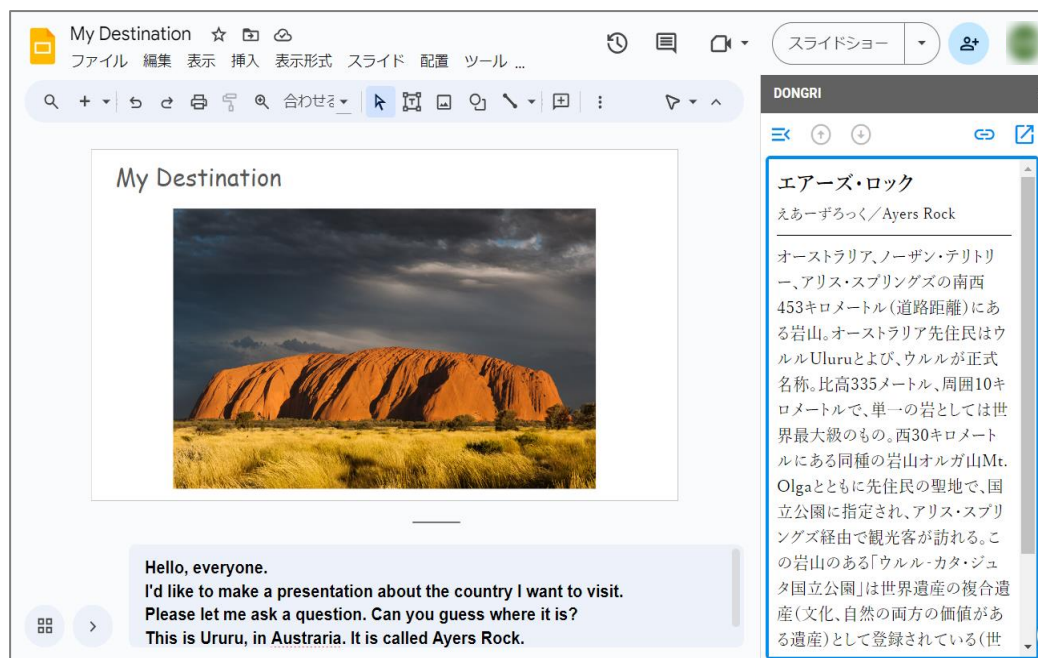 My Destination
ファイル 編集 表示 挿入 表示形式 スライド 配置 ツール ...
スライドショー
合わせる
DONGRI
My Destination
Hello, everyone.
I'd like to make a presentation about the country I want to visit.
Please let me ask a question. Can you guess where it is?
This is Ururu, in Austraria. It is called Ayers Rock.
エアーズ・ロック
えあーずろっく／Ayers Rock
オーストラリア、ノーザン・テリトリ
ー、アリス・スプリングズの南西
453キロメートル(道路距離)にあ
る岩山。オーストラリア先住民はウ
ルルUluruとよび、ウルルが正式
名称。比高335メートル、周囲10キ
ロメートルで、単一の岩としては世
界最大級のもの。西30キロメート
ルにある同種の岩山オルガ山Mt.
Olgaとともに先住民の聖地で、国
立公園に指定され、アリス・スプリ
ングズ経由で観光客が訪れる。こ
の岩山のある「ウルル‐カタ・ジュ
タ国立公園」は世界遺産の複合遺
産(文化、自然の両方の価値があ
る遺産)として登録されている(世